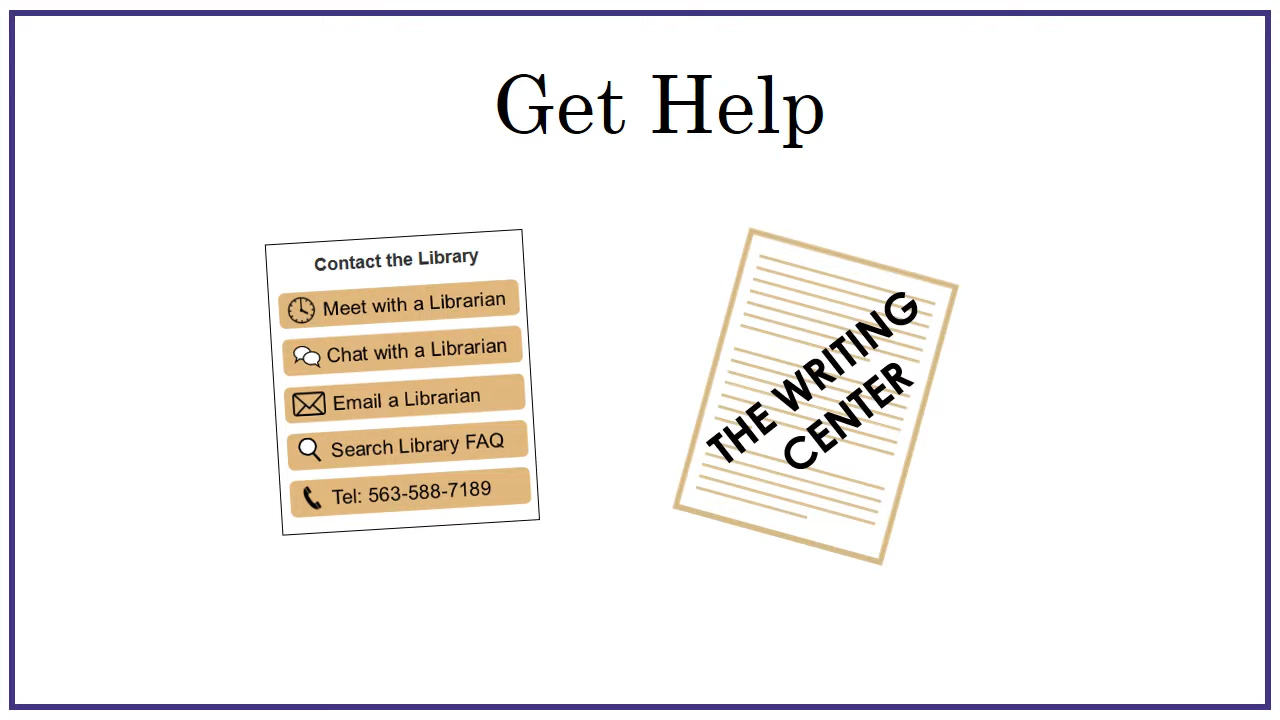 Get Help
Contact the Library
Meet with a Librarian
Chat with a Librarian
Email a Librarian
Search Library FAQ
Tel: 563-588-7189
THE WRITING
CENTER